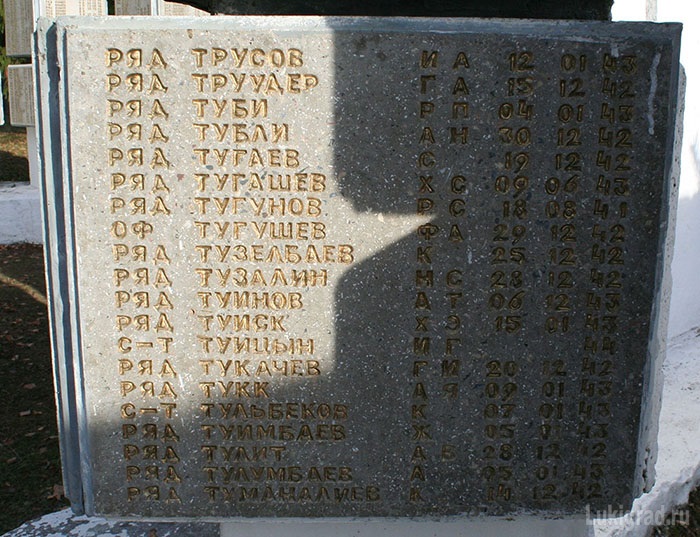 РЯД ТРУСОВ И А 12 01 43
РЯД ТРУУДЕР Г А 15 12 42
РЯД ТУБИ Р П 04 01 43
РЯД ТУБЛИ А Н 30 12 42
РЯД ТУГАЕВ С 19 12 42
РЯД ТУГАШЕВ Х С 09 06 43
РЯД ТУГУНОВ Р С 18 08 41
ОФ ТУГУШЕВ Ф А 29 12 42
РЯД ТУЗЕЛБАЕВ К 25 12 42
РЯД ТУЗАЛИН Н С 28 12 42
РЯД ТУИНОВ А Т 06 12 43
РЯД ТУИСК Х Э 15 01 43
С-Т ТУИЦЫН И Г 44
РЯД ТУКАЧЕВ Г И 20 12 42
РЯД ТУКК А Я 09 01 43
С-Т ТУЛЬБЕКОВ К 07 01 43
РЯД ТУИМБАЕВ Ж 05 1 43
РЯД ТУЛИТ А 28 12 12
РЯД ТУЛУМБАЕВ А 05 01 43
РЯД ТУМАНАЛИЕВ К 14 12 42
Lukigrad.ru